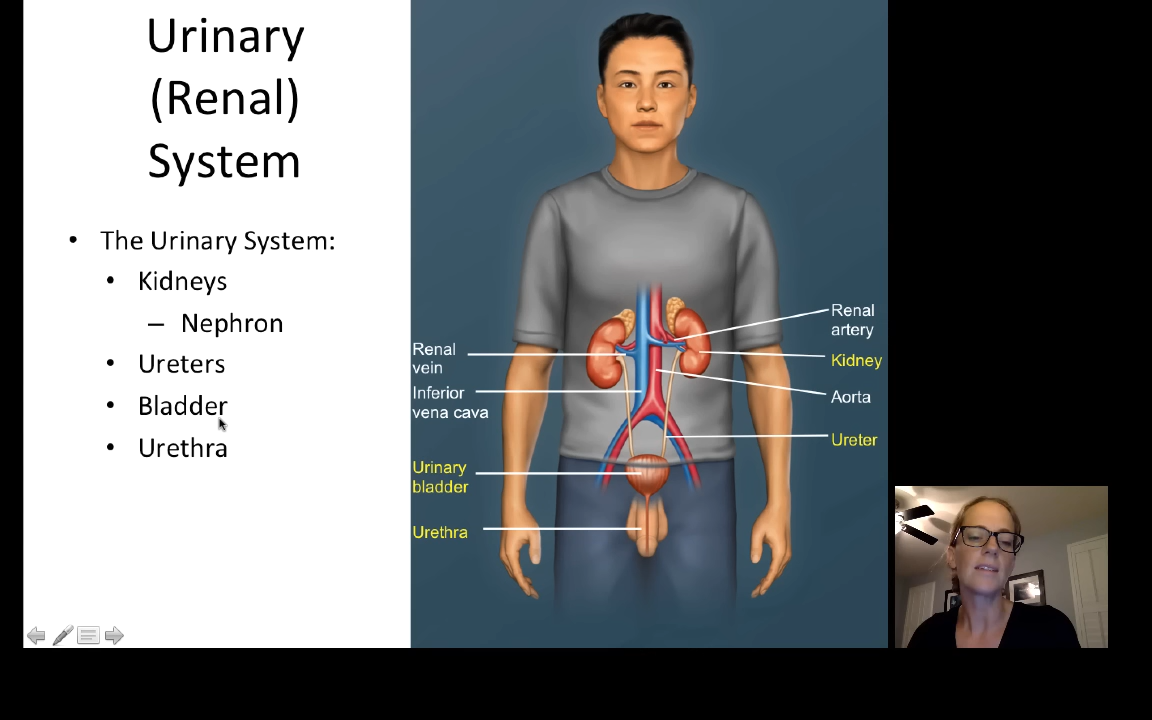 Urinary
(Renal)
System
• The Urinary System:
• Kidneys
– Nephron
• Ureters
• Bladder
• Urethra
Renal
vein
Inferior
vena cava
Urinary
bladder
Urethra
Renal
artery
Kidney
Aorta
Ureter